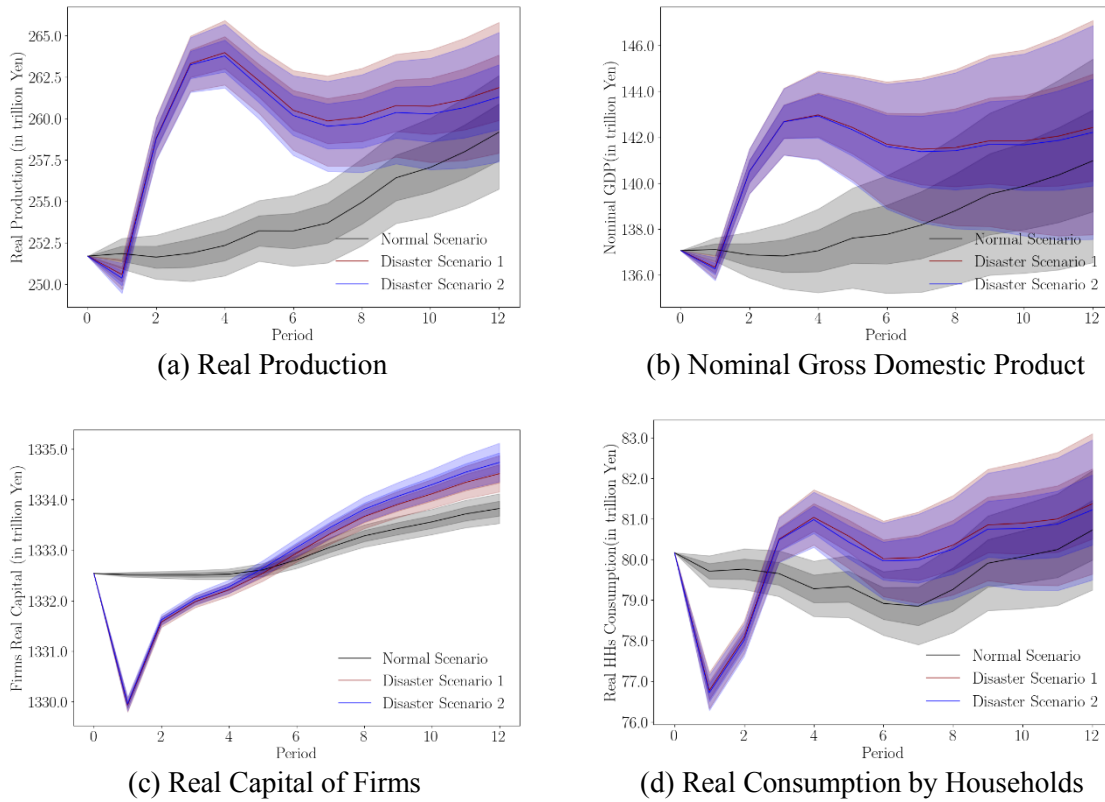 Real Production (in trillion Yen)
265.0
262.5
260.0
257.5
255.0
252.5
250.0
Normal Scenario
Disaster Scenario 1
Disaster Scenario 2
0 2 4 6 8 10 12
Period
(a) Real Production
Nominal GDP(in trillion Yen)
146.0
144.0
142.0
140.0
138.0
136.0
Normal Scenario
Disaster Scenario 1
Disaster Scenario 2
0 2 4 6 8 10 12
Period
(b) Nominal Gross Domestic Product
Firms Real Capital (in trillion Yen)
1335.0
1334.0
1333.0
1332.0
1331.0
1330.0
Normal Scenario
Disaster Scenario 1
Disaster Scenario 2
0 2 4 6 8 10 12
Period
(c) Real Capital of Firms
Real HHs Consumption(in trillion Yen)
83.0
82.0
81.0
80.0
79.0
78.0
77.0
76.0
Normal Scenario
Disaster Scenario 1
Disaster Scenario 2
0 2 4 6 8 10 12
Period
(d) Real Consumption by Households